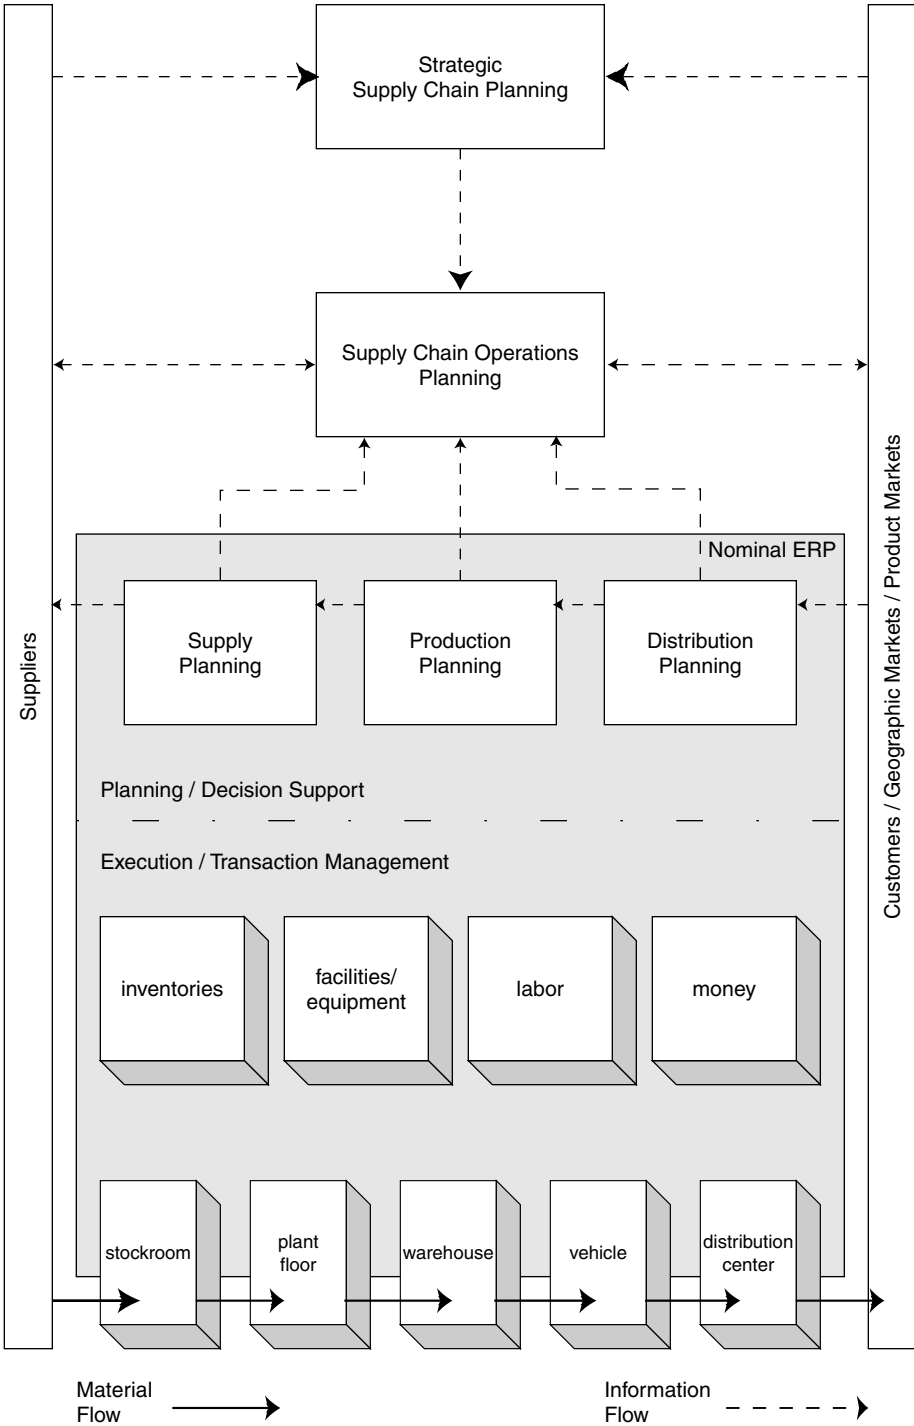 Strategic
Supply Chain Planning
Supply Chain Operations
Planning
Nominal ERP
Suppliers
Supply
Planning
Production
Planning
Distribution
Planning
Customers / Geographic Markets / Product Markets
Planning / Decision Support
Execution / Transaction Management
inventories
facilities/
equipment
labor
money
stockroom
plant
floor
warehouse
vehicle
distribution
center
Material
Flow
Information
Flow